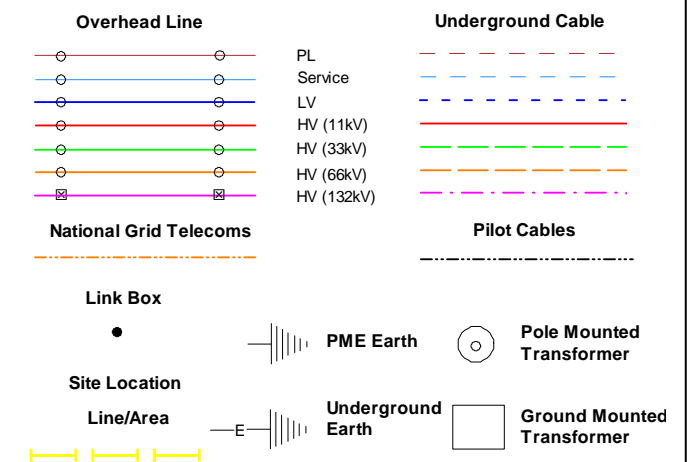 Overhead Line
Underground Cable
PL
Service
LV
HV (11kV)
HV (33kV)
HV (66kV)
HV (132kV)
National Grid Telecoms
Pilot Cables
Link Box
PME Earth
Pole Mounted
Transformer
Site Location
Line/Area
E
Underground
Earth
Ground Mounted
Transformer